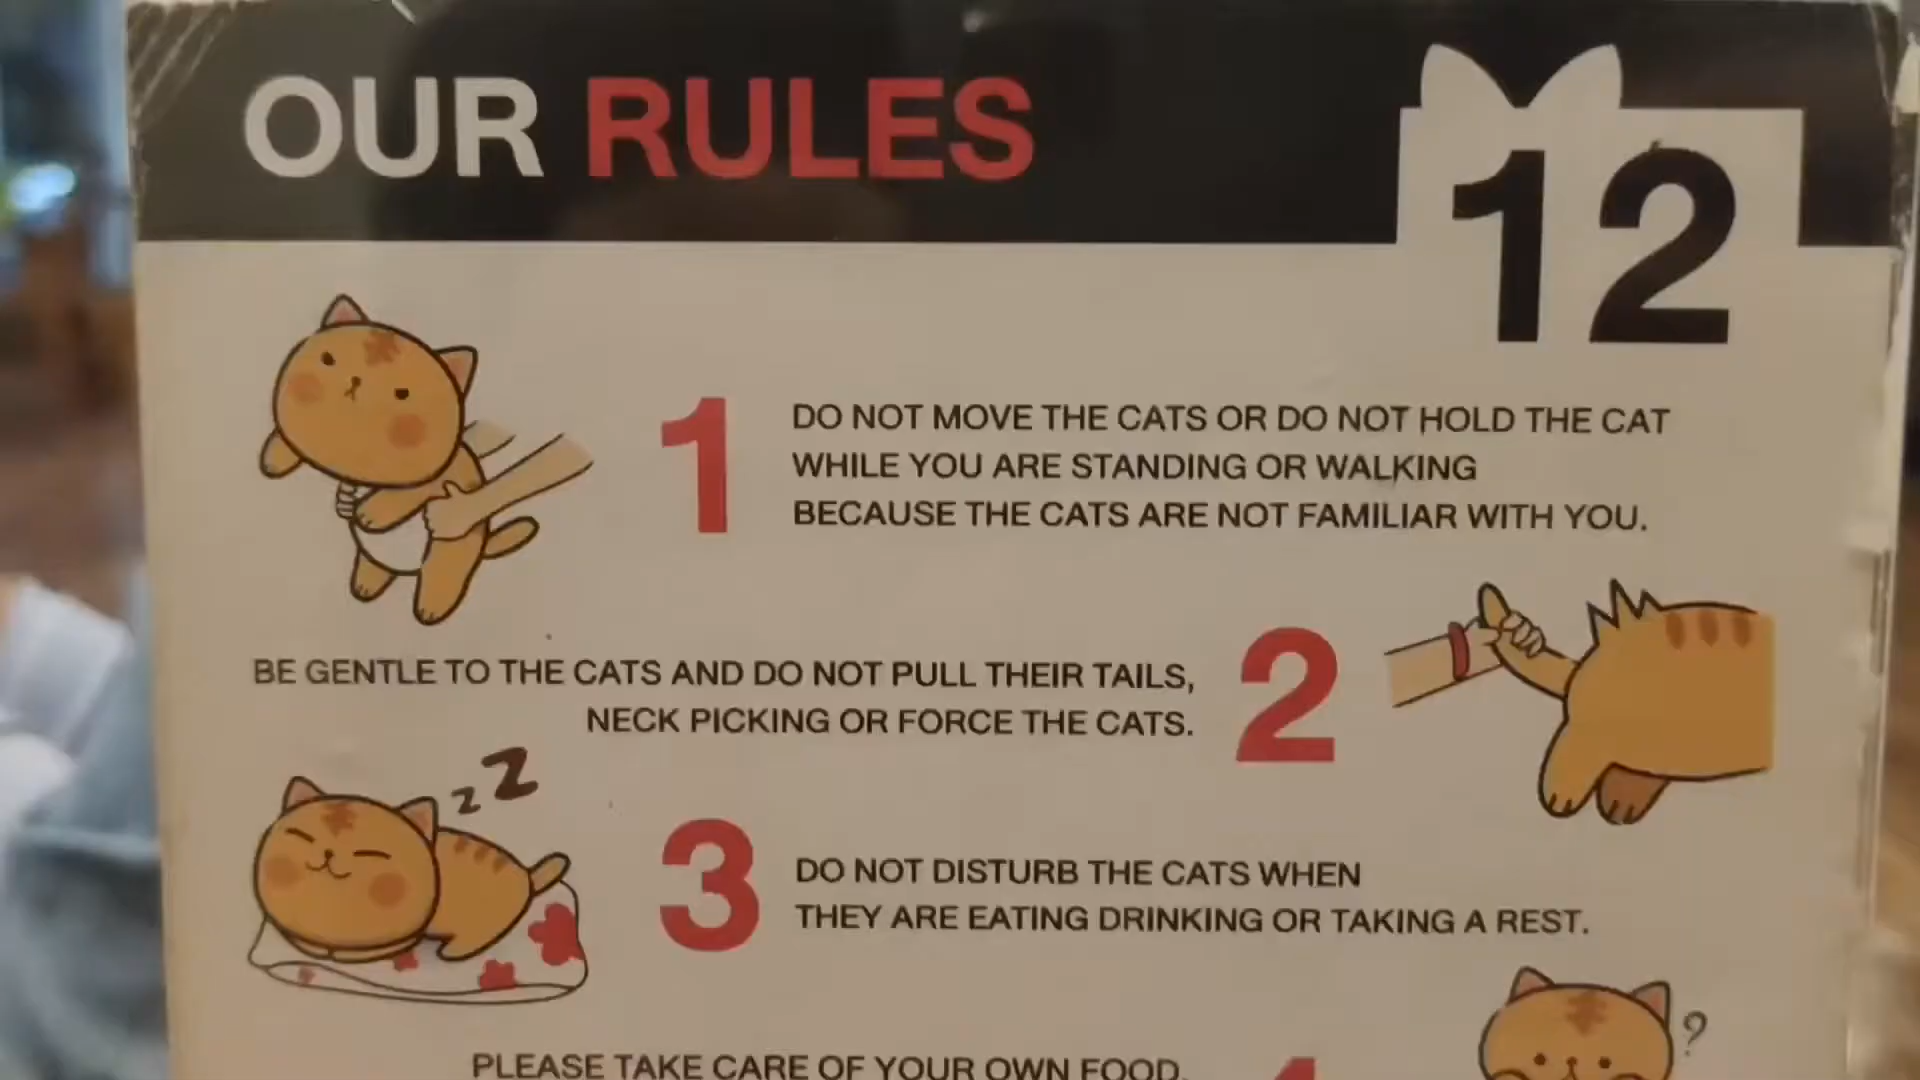 OUR RULES
12
1
DO NOT MOVE THE CATS OR DO NOT HOLD THE CAT
WHILE YOU ARE STANDING OR WALKING
BECAUSE THE CATS ARE NOT FAMILIAR WITH YOU.
BE GENTLE TO THE CATS AND DO NOT PULL THEIR TAILS,
NECK PICKING OR FORCE THE CATS.
2
z Z
3
DO NOT DISTURB THE CATS WHEN
THEY ARE EATING DRINKING OR TAKING A REST.
?
PLEASE TAKE CARE OF YOUR OWN FOOD.